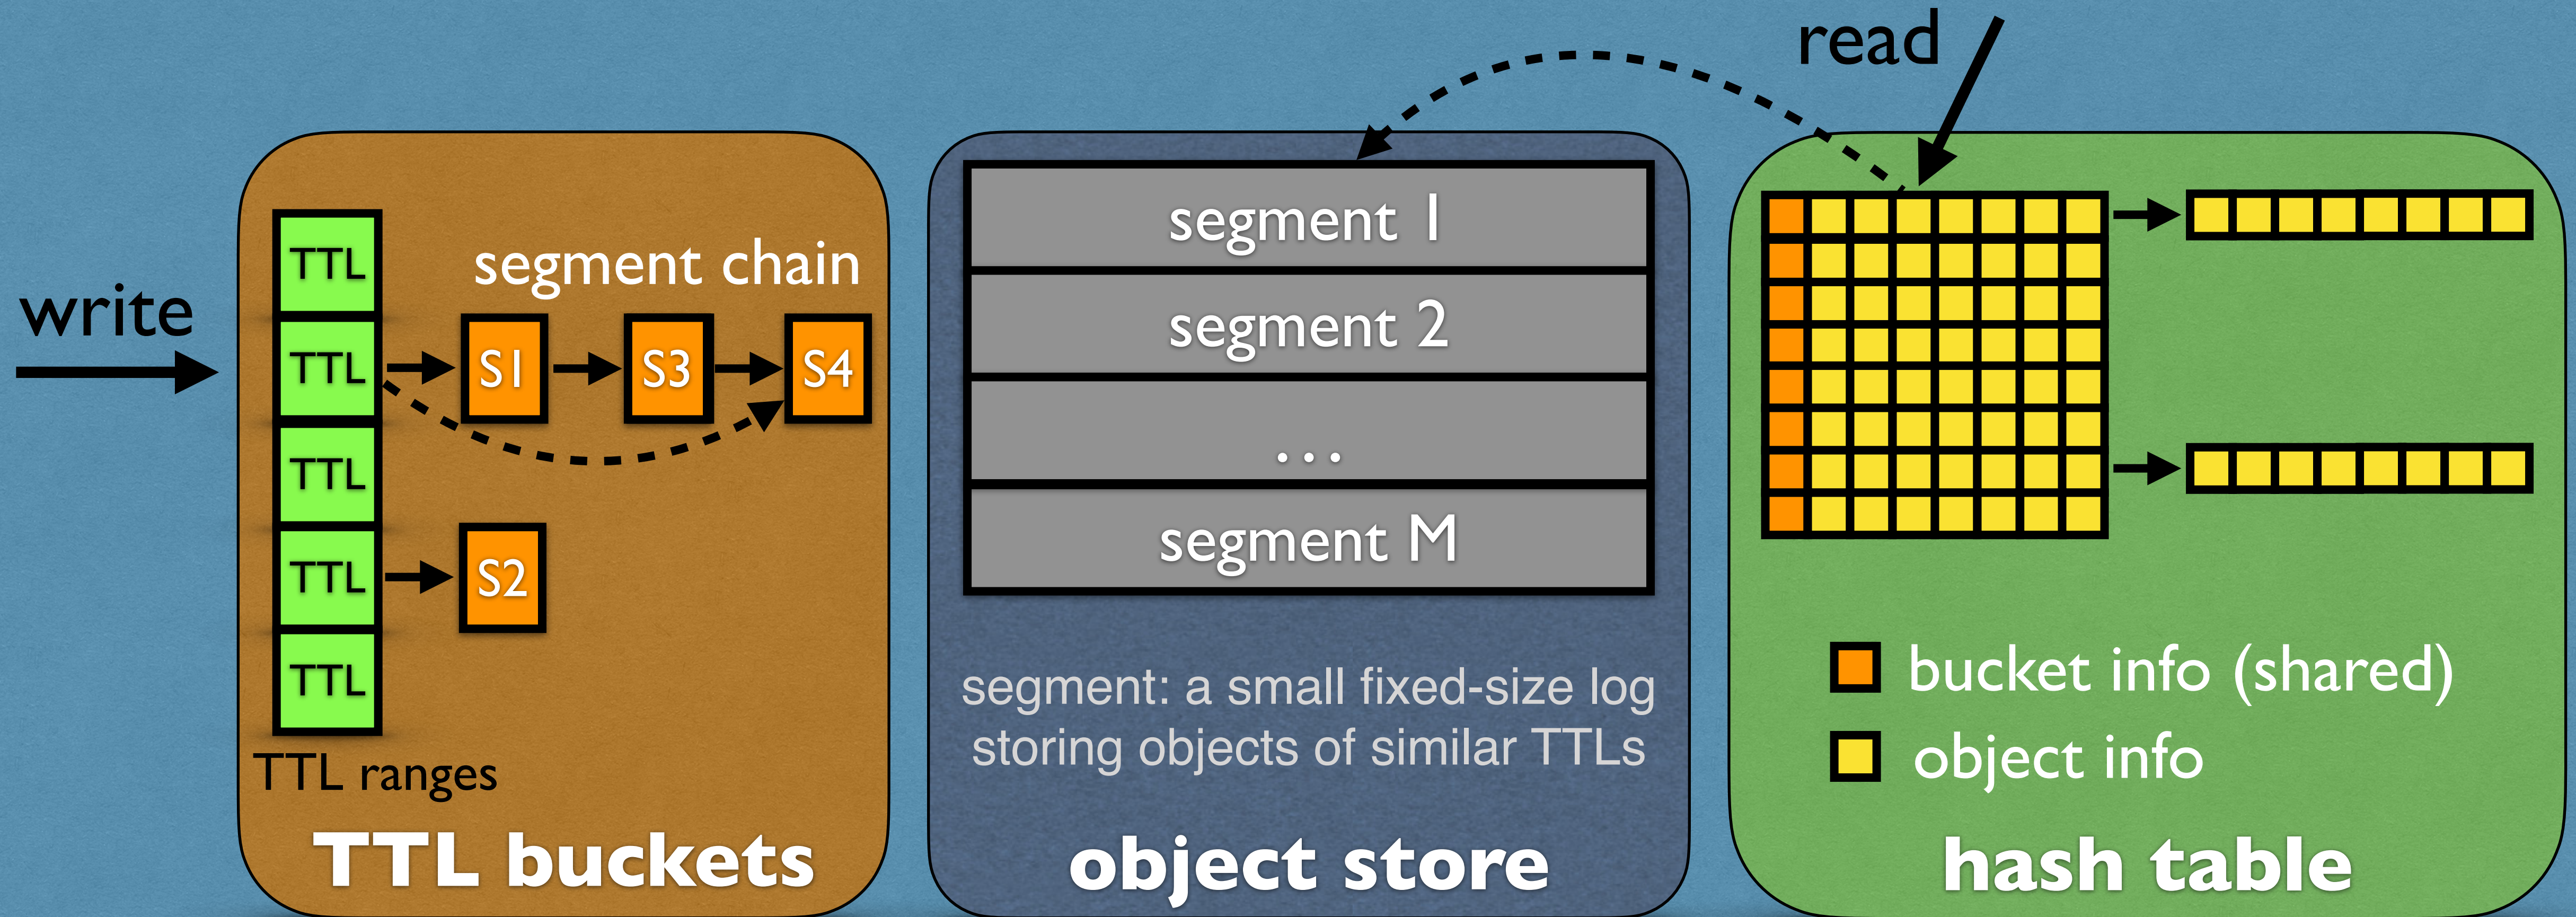 read
write
TTL
TTL
TTL
TTL
TTL
segment chain
S1
S3
S4
S2
TTL ranges
TTL buckets
segment 1
segment 2
...
segment M
segment: a small fixed-size log
storing objects of similar TTLs
object store
bucket info (shared)
object info
hash table